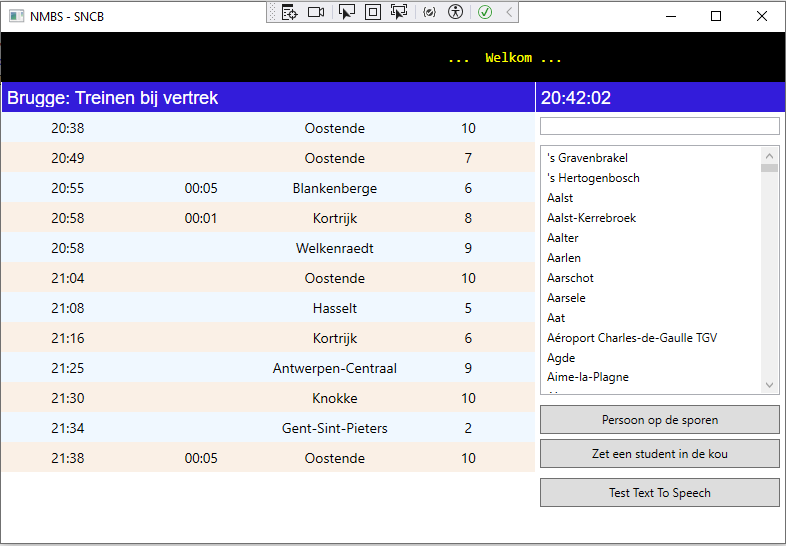 NMBS - SNCB
... Welkom ...
Brugge: Treinen bij vertrek
20:42:02
20:38 Oostende 10
20:49 Oostende 7
20:55 00:05 Blankenberge 6
20:58 00:01 Kortrijk 8
20:58 Welkenraedt 9
21:04 Oostende 10
21:08 Hasselt 5
21:16 Kortrijk 6
21:25 Antwerpen-Centraal 9
21:30 Knokke 10
21:34 Gent-Sint-Pieters 2
21:38 00:05 Oostende 10
's Gravenbrakel
's Hertogenbosch
Aalst
Aalst-Kerrebroek
Aalter
Aarlen
Aarschot
Aarsele
Aat
Aéroport Charles-de-Gaulle TGV
Agde
Aime-la-Plagne
Persoon op de sporen
Zet een student in de kou
Test Text To Speech